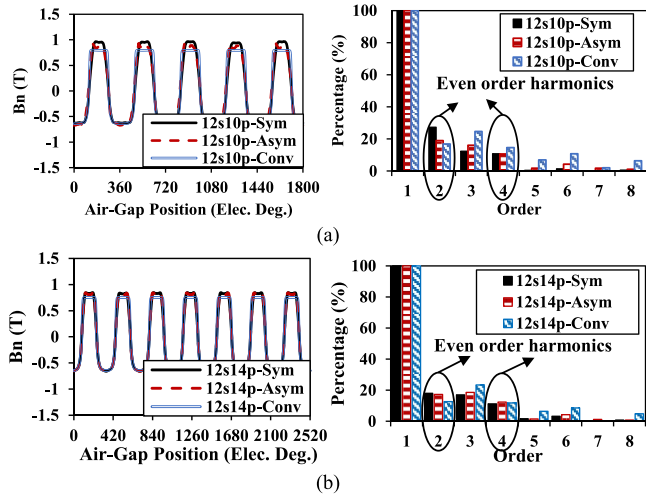 Bn (T)
1.5
1
0.5
0
-0.5
-1
-1.5
12s10p-Sym
12s10p-Asym
12s10p-Conv
0 360 720 1080 1440 1800
Air-Gap Position (Elec. Deg.)
Percentage (%)
100
80
60
40
20
0
12s10p-Sym
12s10p-Asym
12s10p-Conv
Even order harmonics
1 2 3 4 5 6 7 8
Order
(a)
Bn (T)
1.5
1
0.5
0
-0.5
-1
-1.5
12s14p-Sym
12s14p-Asym
12s14p-Conv
0 420 840 1260 1680 2100 2520
Air-Gap Position (Elec. Deg.)
Percentage (%)
100
80
60
40
20
0
12s14p-Sym
12s14p-Asym
12s14p-Conv
Even order harmonics
1 2 3 4 5 6 7 8
Order
(b)